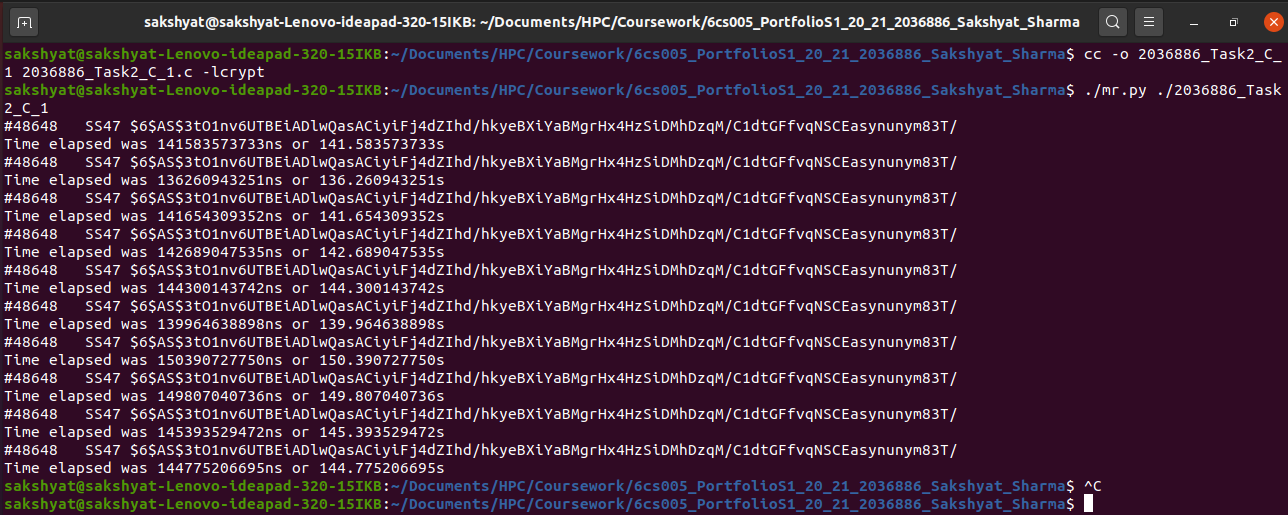 sakshyat@sakshyat-Lenovo-ideapad-320-15IKB: ~/Documents/HPC/Coursework/6cs005_PortfolioS1_20_21_2036886_Sakshyat_Sharma
sakshyat@sakshyat-Lenovo-ideapad-320-15IKB:~/Documents/HPC/Coursework/6cs005_PortfolioS1_20_21_2036886_Sakshyat_Sharma$ cc -o 2036886_Task2_C_
1 2036886_Task2_C_1.c -lcrypt
sakshyat@sakshyat-Lenovo-ideapad-320-15IKB:~/Documents/HPC/Coursework/6cs005_PortfolioS1_20_21_2036886_Sakshyat_Sharma$ ./mr.py ./2036886_Task
2_C_1
#48648   SS47 $6$AS$3tO1nv6UTBEiADlwQasACiyiFj4dZIhd/hkyeBXiYaBMgrHx4HzSiDMhDzqM/C1dtGFfvqNSCEasynunym83T/
Time elapsed was 141583573733ns or 141.583573733s
#48648   SS47 $6$AS$3tO1nv6UTBEiADlwQasACiyiFj4dZIhd/hkyeBXiYaBMgrHx4HzSiDMhDzqM/C1dtGFfvqNSCEasynunym83T/
Time elapsed was 136260943251ns or 136.260943251s
#48648   SS47 $6$AS$3tO1nv6UTBEiADlwQasACiyiFj4dZIhd/hkyeBXiYaBMgrHx4HzSiDMhDzqM/C1dtGFfvqNSCEasynunym83T/
Time elapsed was 141654309352ns or 141.654309352s
#48648   SS47 $6$AS$3tO1nv6UTBEiADlwQasACiyiFj4dZIhd/hkyeBXiYaBMgrHx4HzSiDMhDzqM/C1dtGFfvqNSCEasynunym83T/
Time elapsed was 142689047535ns or 142.689047535s
#48648   SS47 $6$AS$3tO1nv6UTBEiADlwQasACiyiFj4dZIhd/hkyeBXiYaBMgrHx4HzSiDMhDzqM/C1dtGFfvqNSCEasynunym83T/
Time elapsed was 144300143742ns or 144.300143742s
#48648   SS47 $6$AS$3tO1nv6UTBEiADlwQasACiyiFj4dZIhd/hkyeBXiYaBMgrHx4HzSiDMhDzqM/C1dtGFfvqNSCEasynunym83T/
Time elapsed was 139964638898ns or 139.964638898s
#48648   SS47 $6$AS$3tO1nv6UTBEiADlwQasACiyiFj4dZIhd/hkyeBXiYaBMgrHx4HzSiDMhDzqM/C1dtGFfvqNSCEasynunym83T/
Time elapsed was 150390727750ns or 150.390727750s
#48648   SS47 $6$AS$3tO1nv6UTBEiADlwQasACiyiFj4dZIhd/hkyeBXiYaBMgrHx4HzSiDMhDzqM/C1dtGFfvqNSCEasynunym83T/
Time elapsed was 149807040736ns or 149.807040736s
#48648   SS47 $6$AS$3tO1nv6UTBEiADlwQasACiyiFj4dZIhd/hkyeBXiYaBMgrHx4HzSiDMhDzqM/C1dtGFfvqNSCEasynunym83T/
Time elapsed was 145393529472ns or 145.393529472s
#48648   SS47 $6$AS$3tO1nv6UTBEiADlwQasACiyiFj4dZIhd/hkyeBXiYaBMgrHx4HzSiDMhDzqM/C1dtGFfvqNSCEasynunym83T/
Time elapsed was 144775206695ns or 144.775206695s
sakshyat@sakshyat-Lenovo-ideapad-320-15IKB:~/Documents/HPC/Coursework/6cs005_PortfolioS1_20_21_2036886_Sakshyat_Sharma$ ^C
sakshyat@sakshyat-Lenovo-ideapad-320-15IKB:~/Documents/HPC/Coursework/6cs005_PortfolioS1_20_21_2036886_Sakshyat_Sharma$